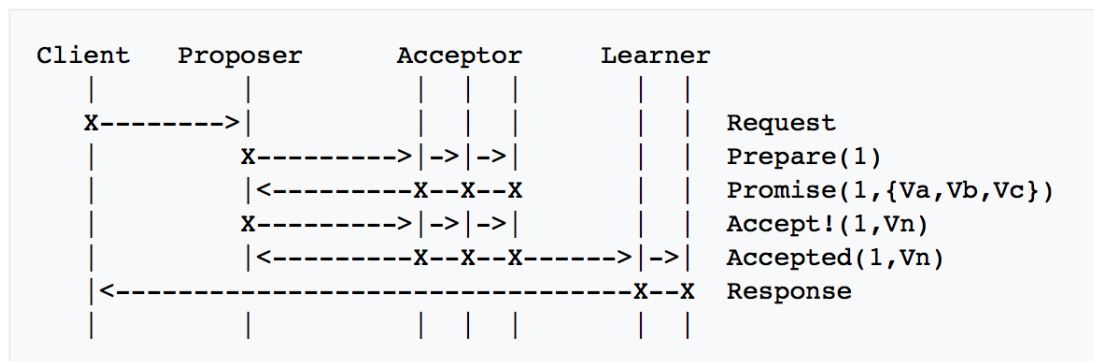 Client   Proposer      Acceptor     Learner
   |         |          |  |  |       |  |
   X-------->|          |  |  |       |  |  Request
   |         X--------->|->|->|       |  |  Prepare(1)
   |         |<---------X--X--X       |  |  Promise(1,{Va,Vb,Vc})
   |         X--------->|->|->|       |  |  Accept!(1,Vn)
   |         |<---------X--X--X------>|->|  Accepted(1,Vn)
   |<---------------------------------X--X  Response
   |         |          |  |  |       |  |